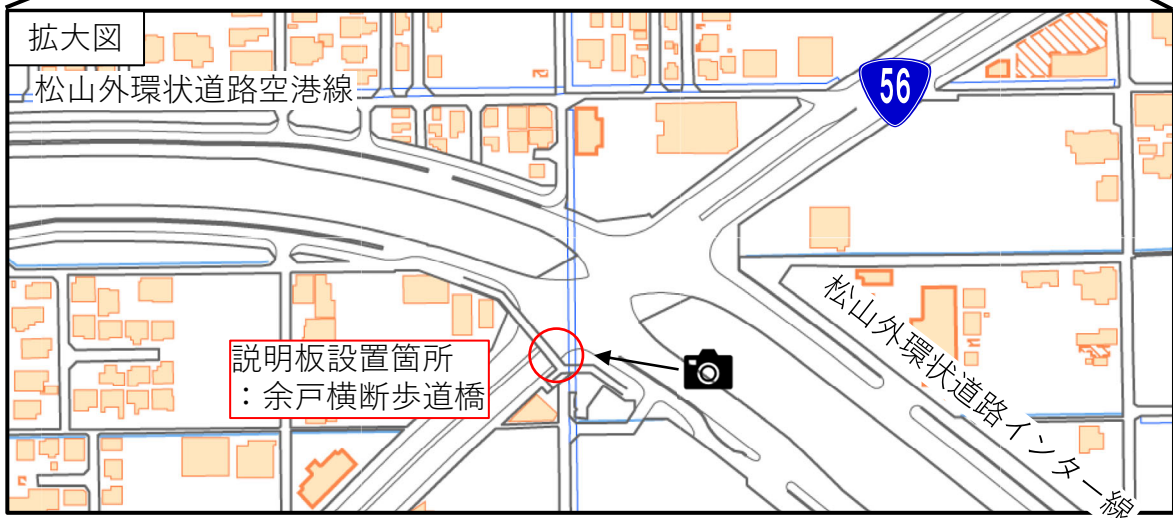 拡大図
松山外環状道路空港線
56
松山外環状道路インター線
説明板設置箇所
：余戸横断歩道橋